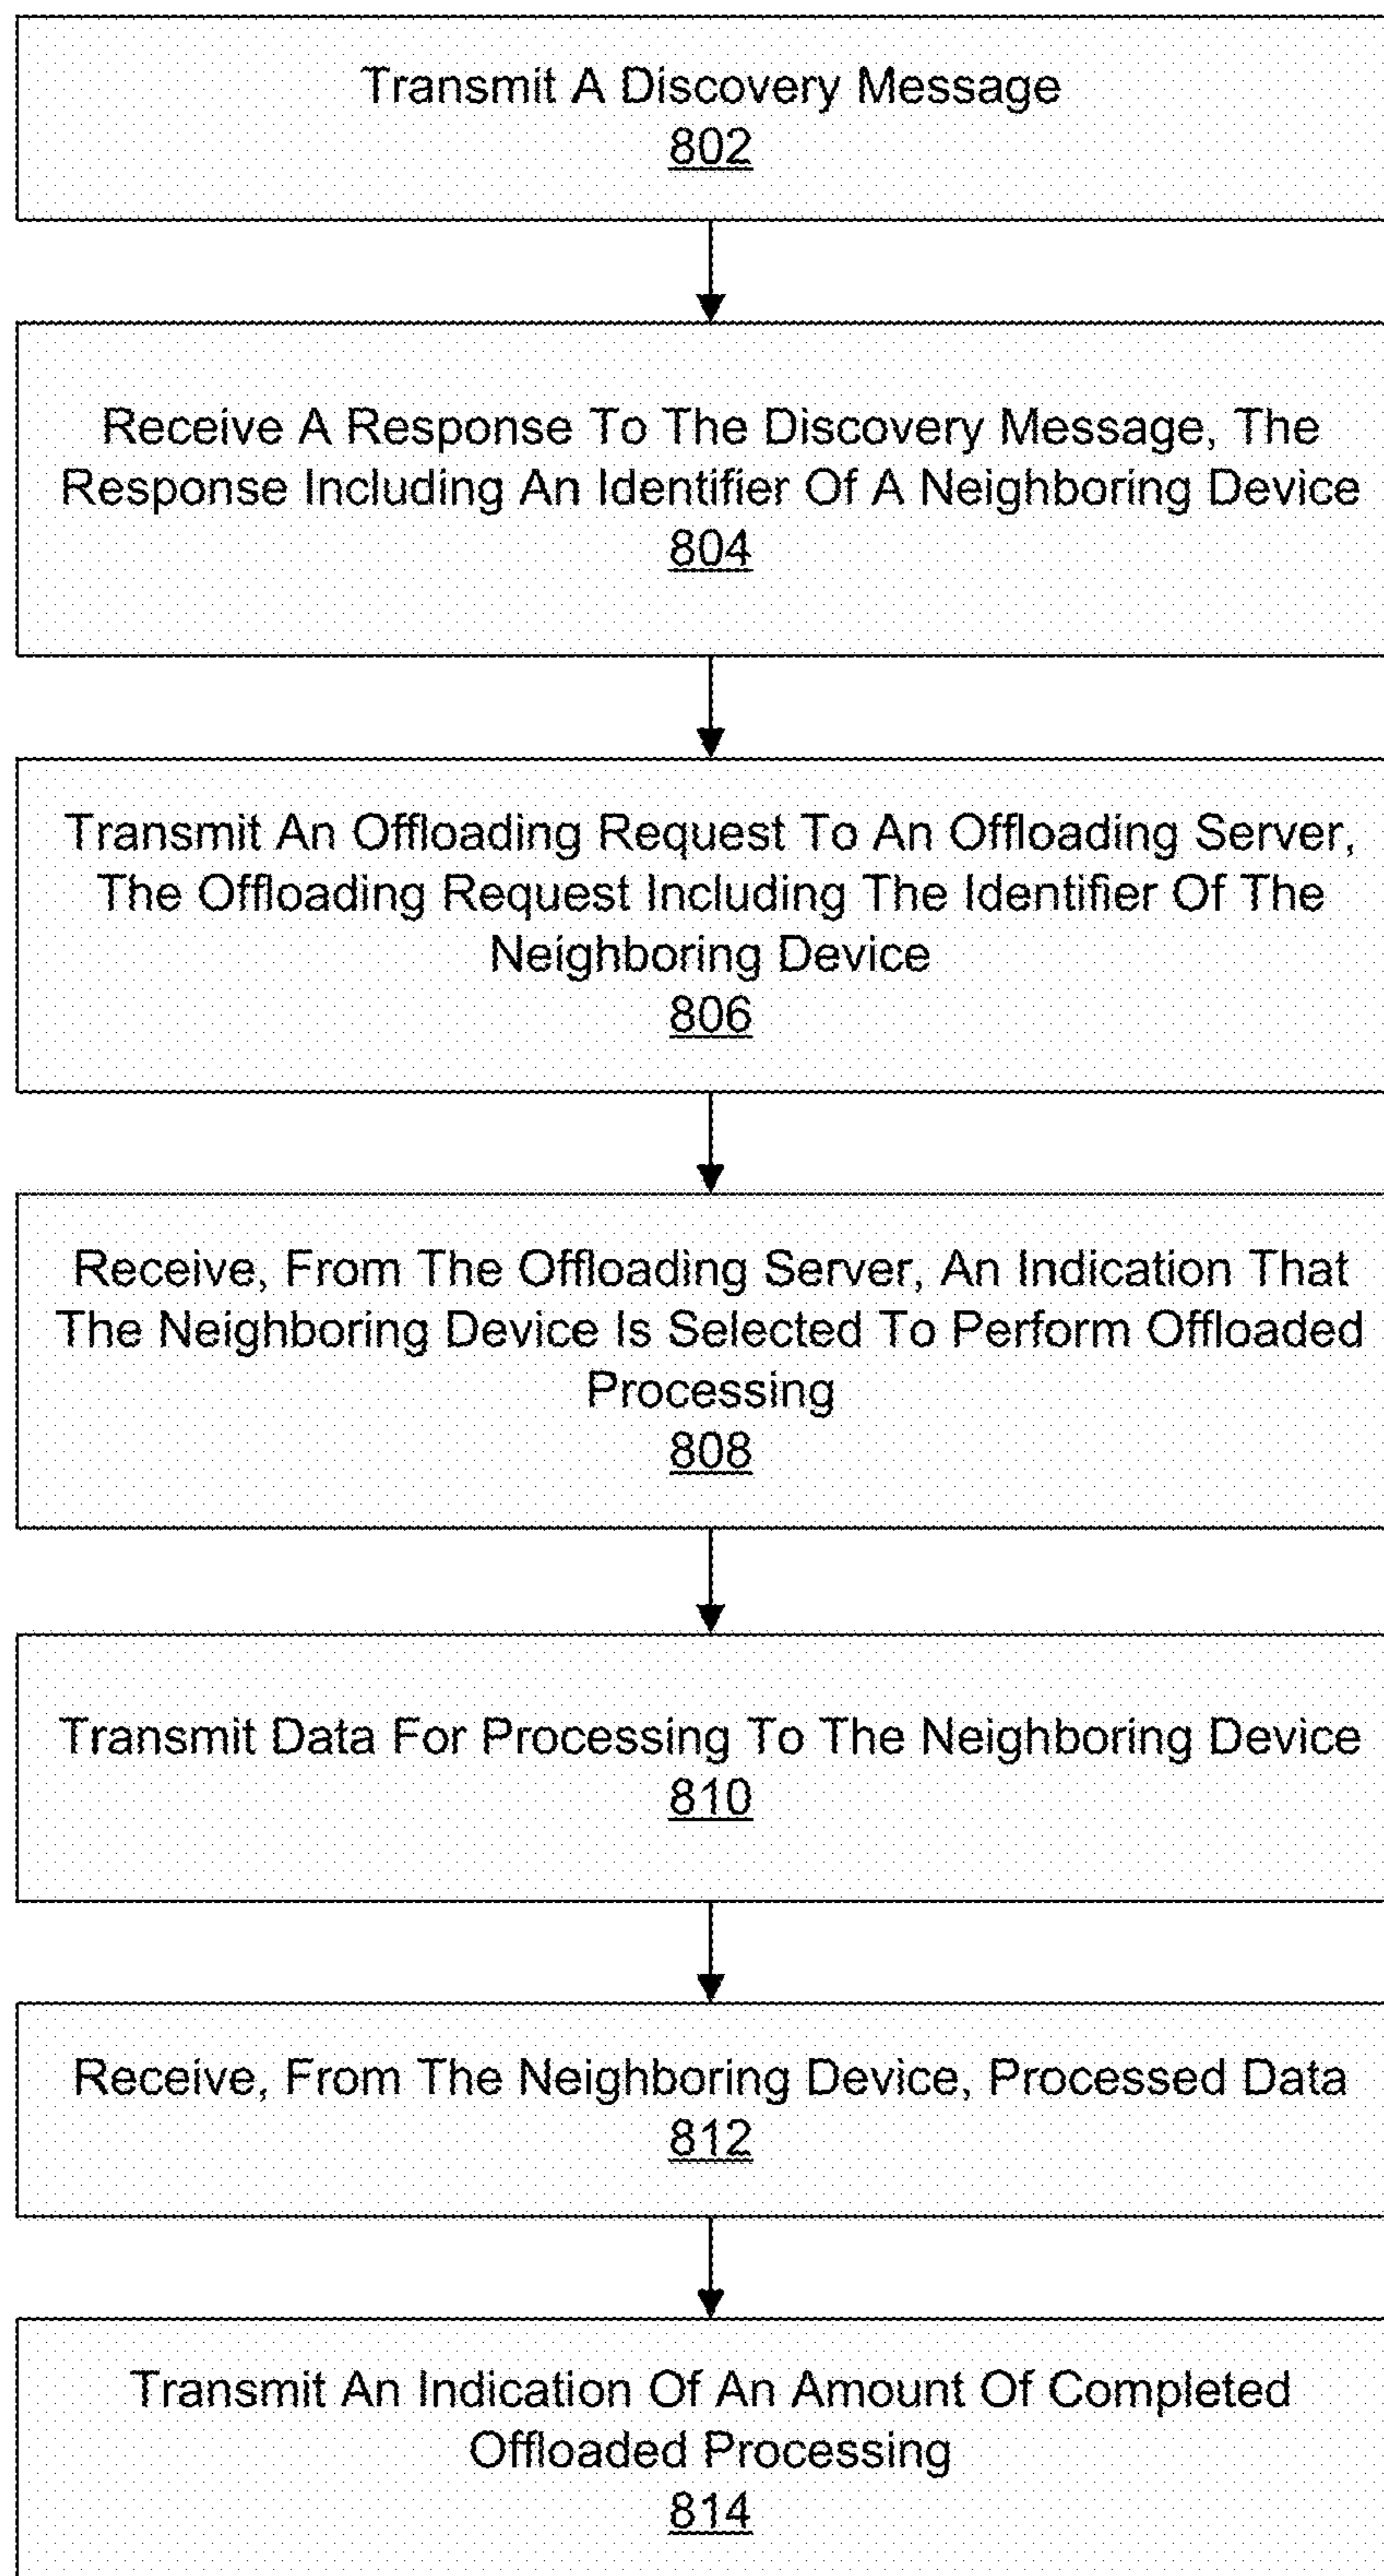 Transmit A Discovery Message
802
Receive A Response To The Discovery Message, The
Response Including An Identifier Of A Neighboring Device
804
Transmit An Offloading Request To An Offloading Server,
The Offloading Request Including The Identifier Of The
Neighboring Device
806
Receive, From The Offloading Server, An Indication That
The Neighboring Device Is Selected To Perform Offloaded
Processing
808
Transmit Data For Processing To The Neighboring Device
810
Receive, From The Neighboring Device, Processed Data
812
Transmit An Indication Of An Amount Of Completed
Offloaded Processing
814